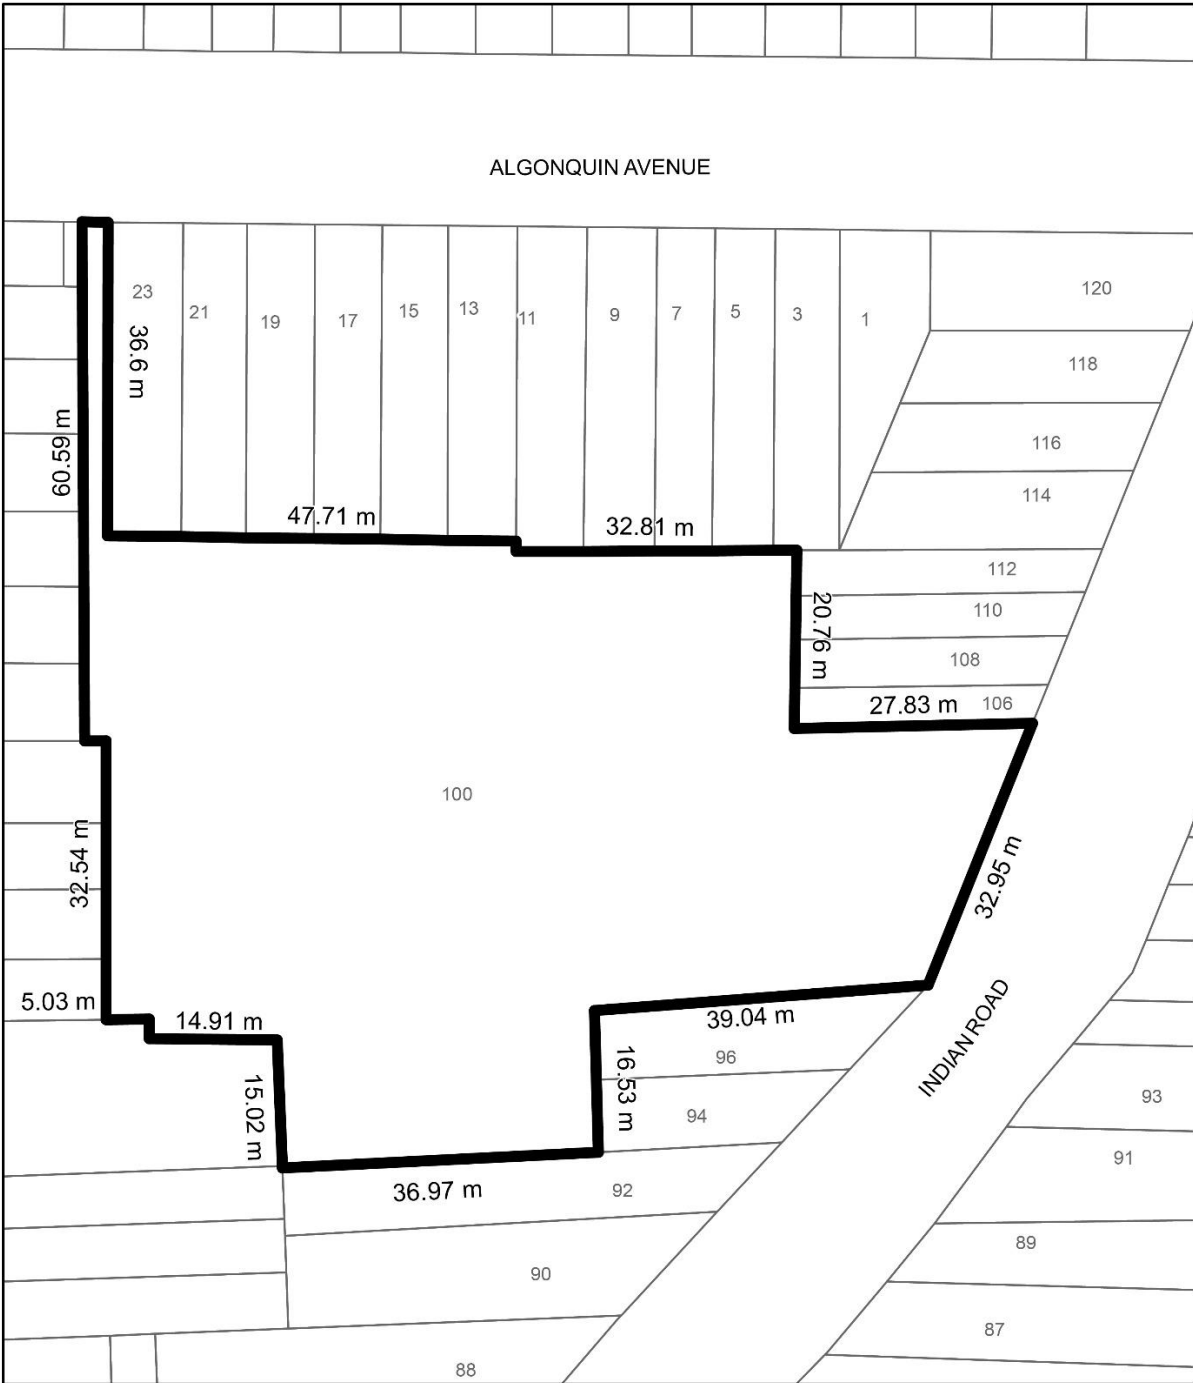 ALGONQUIN AVENUE
23
21
19
17
15
13
11
9
7
5
3
1
120
118
116
114
112
110
108
106
36.6 m
60.59 m
47.71 m
32.81 m
20.76 m
27.83 m
100
32.54 m
32.95 m
5.03 m
14.91 m
39.04 m
INDIAN ROAD
15.02 m
16.53 m
96
94
93
91
36.97 m
92
90
89
87
88